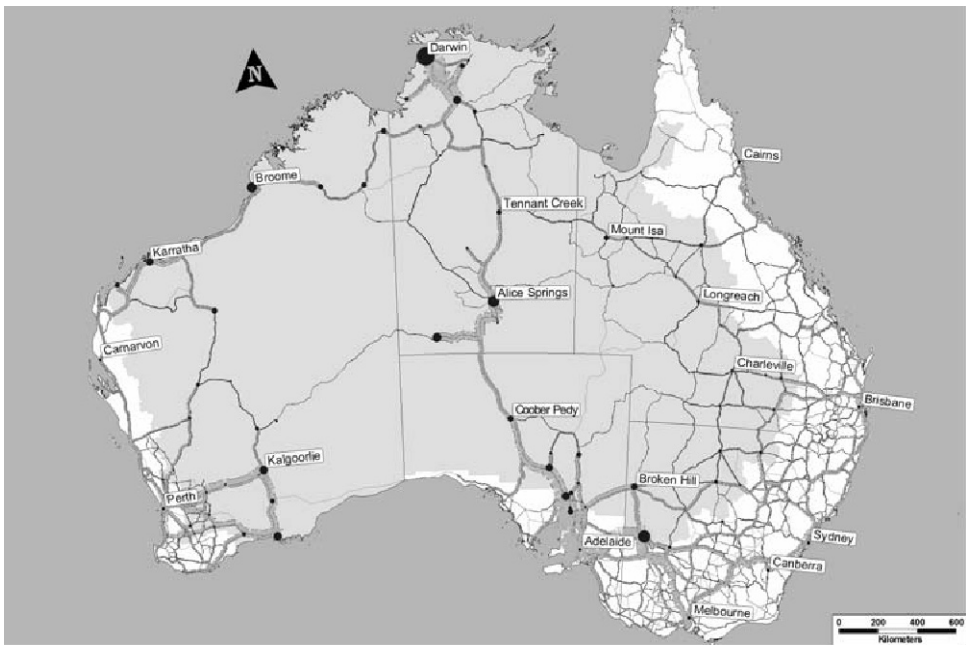 Darwin
N
Cairns
Broome
Tennant Creek
Mount Isa
Karratha
Alice Springs
Longreach
Carnarvon
Charleville
Brisbane
Coober Pedy
Kalgoorlie
Broken Hill
Perth
Adelaide
Sydney
Canberra
Melbourne
0 200 400 600
Kilometers